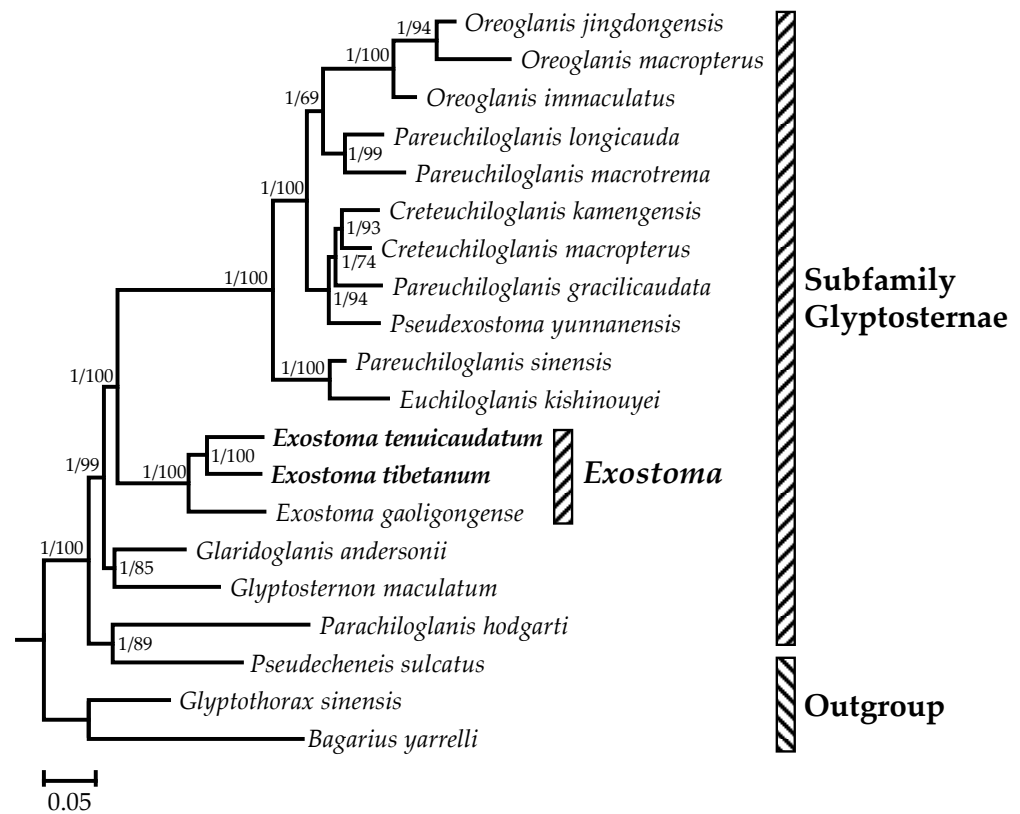 1/94
Oreoglanis jingdongensis
1/100
Oreoglanis macropterus
1/69
Oreoglanis immaculatus
Pareuchiloglanis longicauda
1/99
Pareuchiloglanis macrotrema
1/100
Creteuchiloglanis kamengensis
1/93
Creteuchiloglanis macropterus
1/74
1/100
Pareuchiloglanis gracilicaudata
1/94
Pseudexostoma yunnanensis
Subfamily
Glyptosternae
Pareuchiloglanis sinensis
1/100
1/100
Euchiloglanis kishinouyei
Exostoma tenuicaudatum
1/100
1/99
1/100
Exostoma tibetanum
Exostoma
Exostoma gaoligongense
1/100
Glaridoglanis andersonii
1/85
Glyptosternon maculatum
Parachiloglanis hodgarti
1/89
Pseudecheneis sulcatus
Glyptothorax sinensis
Outgroup
Bagarius yarrelli
0.05